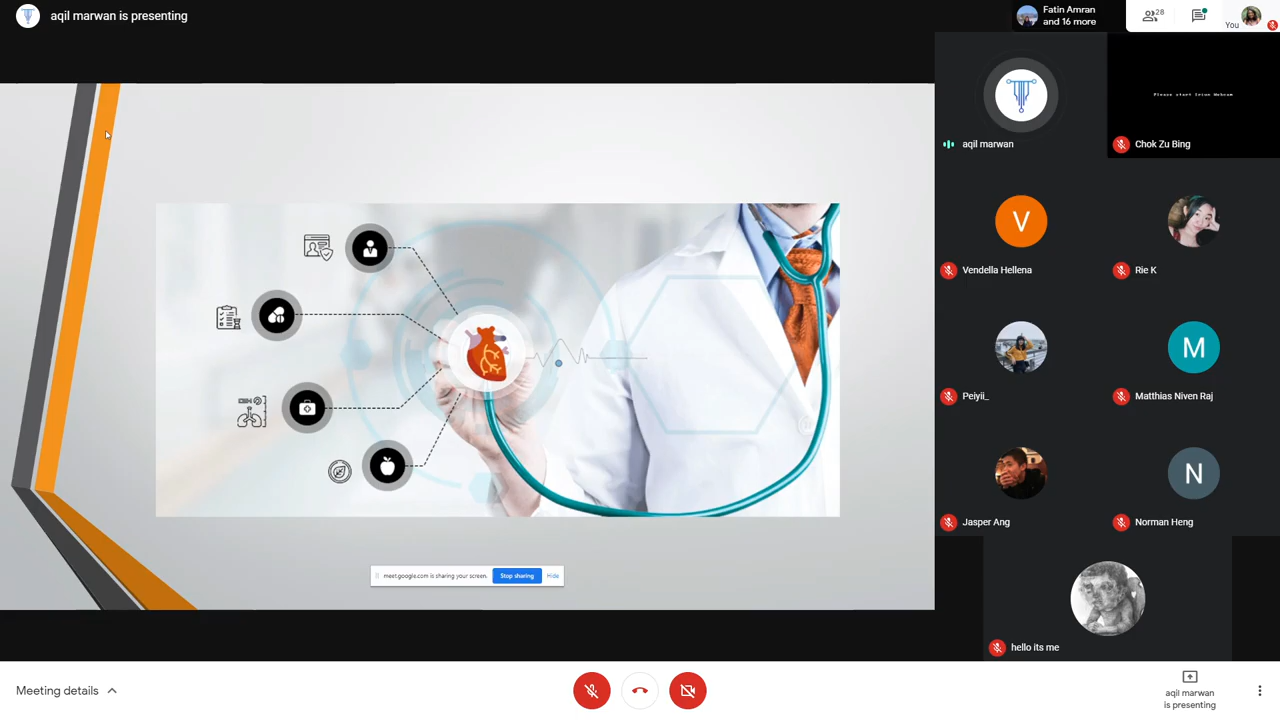 aqil marwan is presenting
Fatin Amran
and 16 more
28
You
aqil marwan
Please start Iriun Webcam
Chok Zu Bing
V
Vendella Hellena
Rie K
Peiyii_
M
Matthias Niven Raj
Jasper Ang
N
Norman Heng
hello its me
meet.google.com is sharing your screen.
Stop sharing
Hide
Meeting details
aqil marwan
is presenting